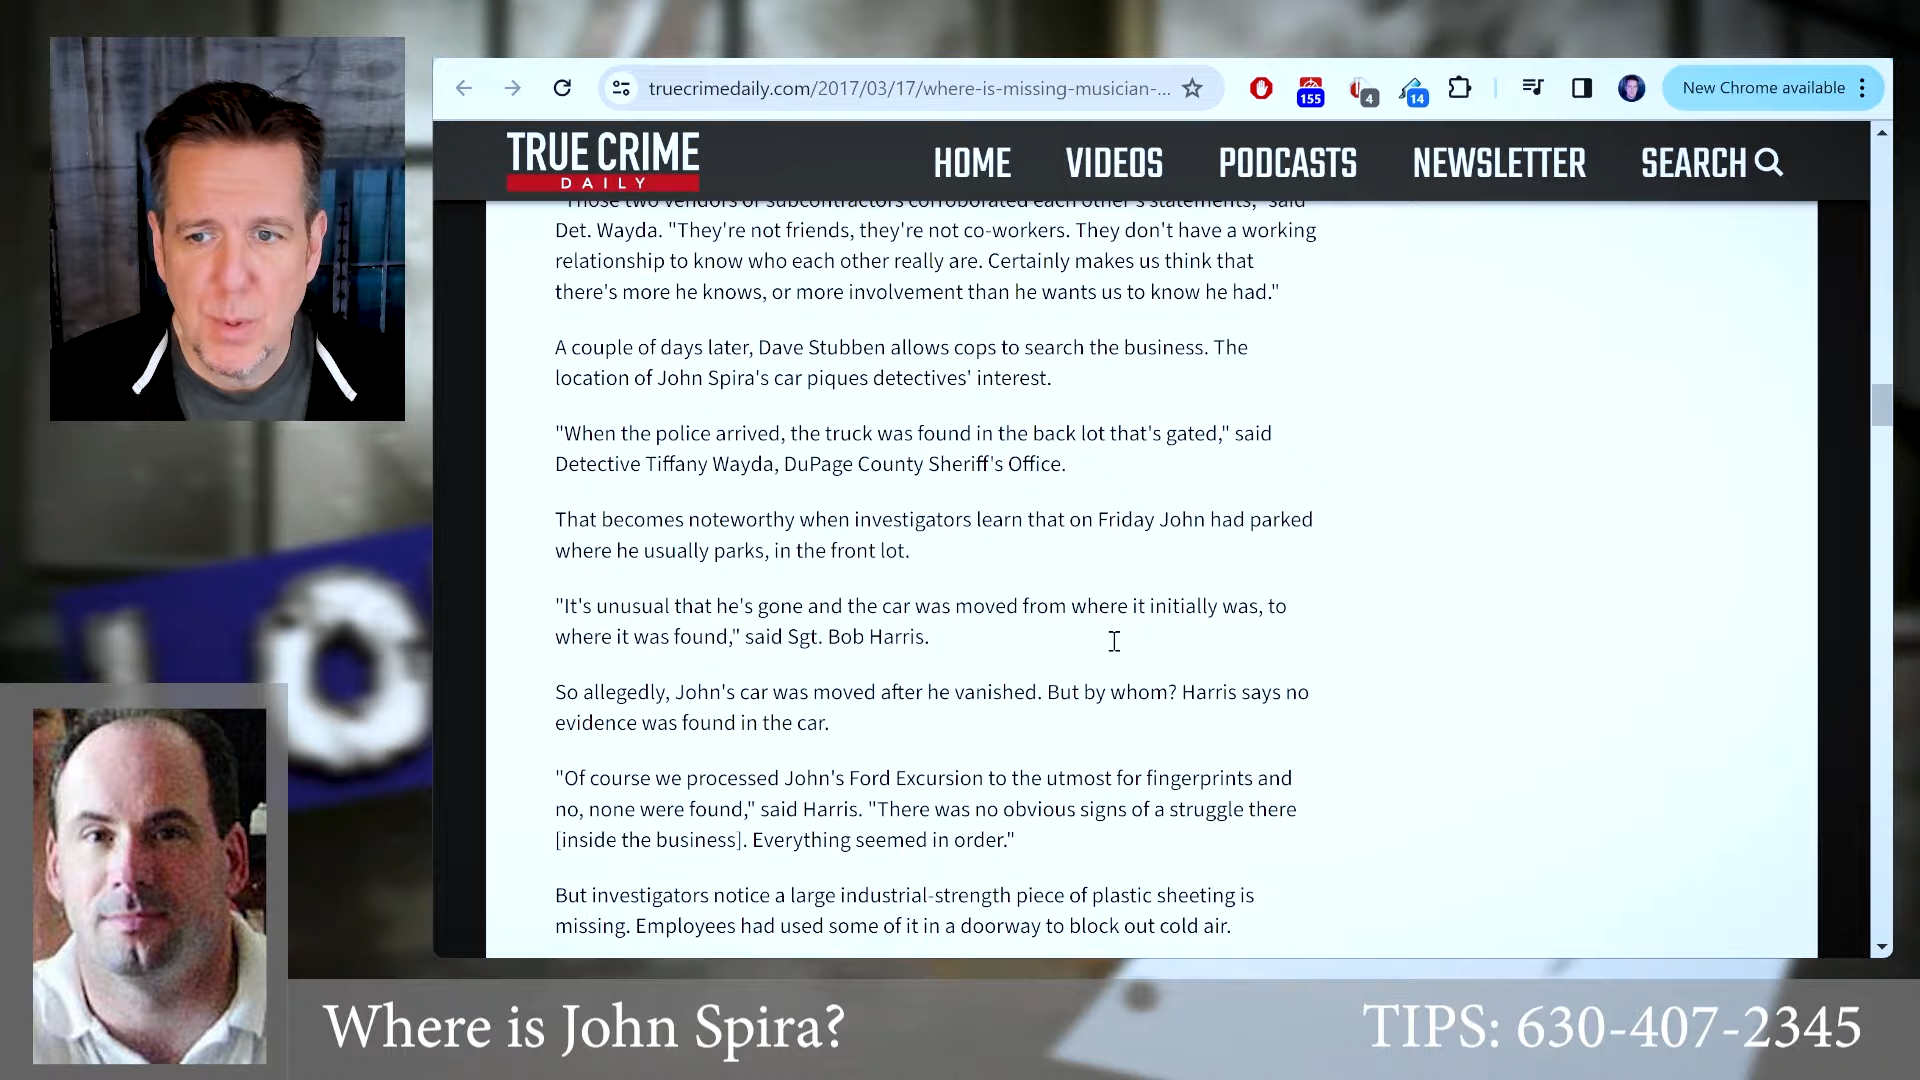 truecrimedaily.com/2017/03/17/where-is-missing-musician-...
155
4
14
New Chrome available
TRUE CRIME
DAILY
HOME
VIDEOS
PODCASTS
NEWSLETTER
SEARCH
"Those two vendors or subcontractors corroborated each other's statements," said
Det. Wayda. "They're not friends, they're not co-workers. They don't have a working
relationship to know who each other really are. Certainly makes us think that
there's more he knows, or more involvement than he wants us to know he had."
A couple of days later, Dave Stubben allows cops to search the business. The
location of John Spira's car piques detectives' interest.
"When the police arrived, the truck was found in the back lot that's gated," said
Detective Tiffany Wayda, DuPage County Sheriff's Office.
That becomes noteworthy when investigators learn that on Friday John had parked
where he usually parks, in the front lot.
"It's unusual that he's gone and the car was moved from where it initially was, to
where it was found," said Sgt. Bob Harris.
So allegedly, John's car was moved after he vanished. But by whom? Harris says no
evidence was found in the car.
"Of course we processed John's Ford Excursion to the utmost for fingerprints and
no, none were found," said Harris. "There was no obvious signs of a struggle there
[inside the business]. Everything seemed in order."
But investigators notice a large industrial-strength piece of plastic sheeting is
missing. Employees had used some of it in a doorway to block out cold air.
Where is John Spira?
TIPS: 630-407-2345